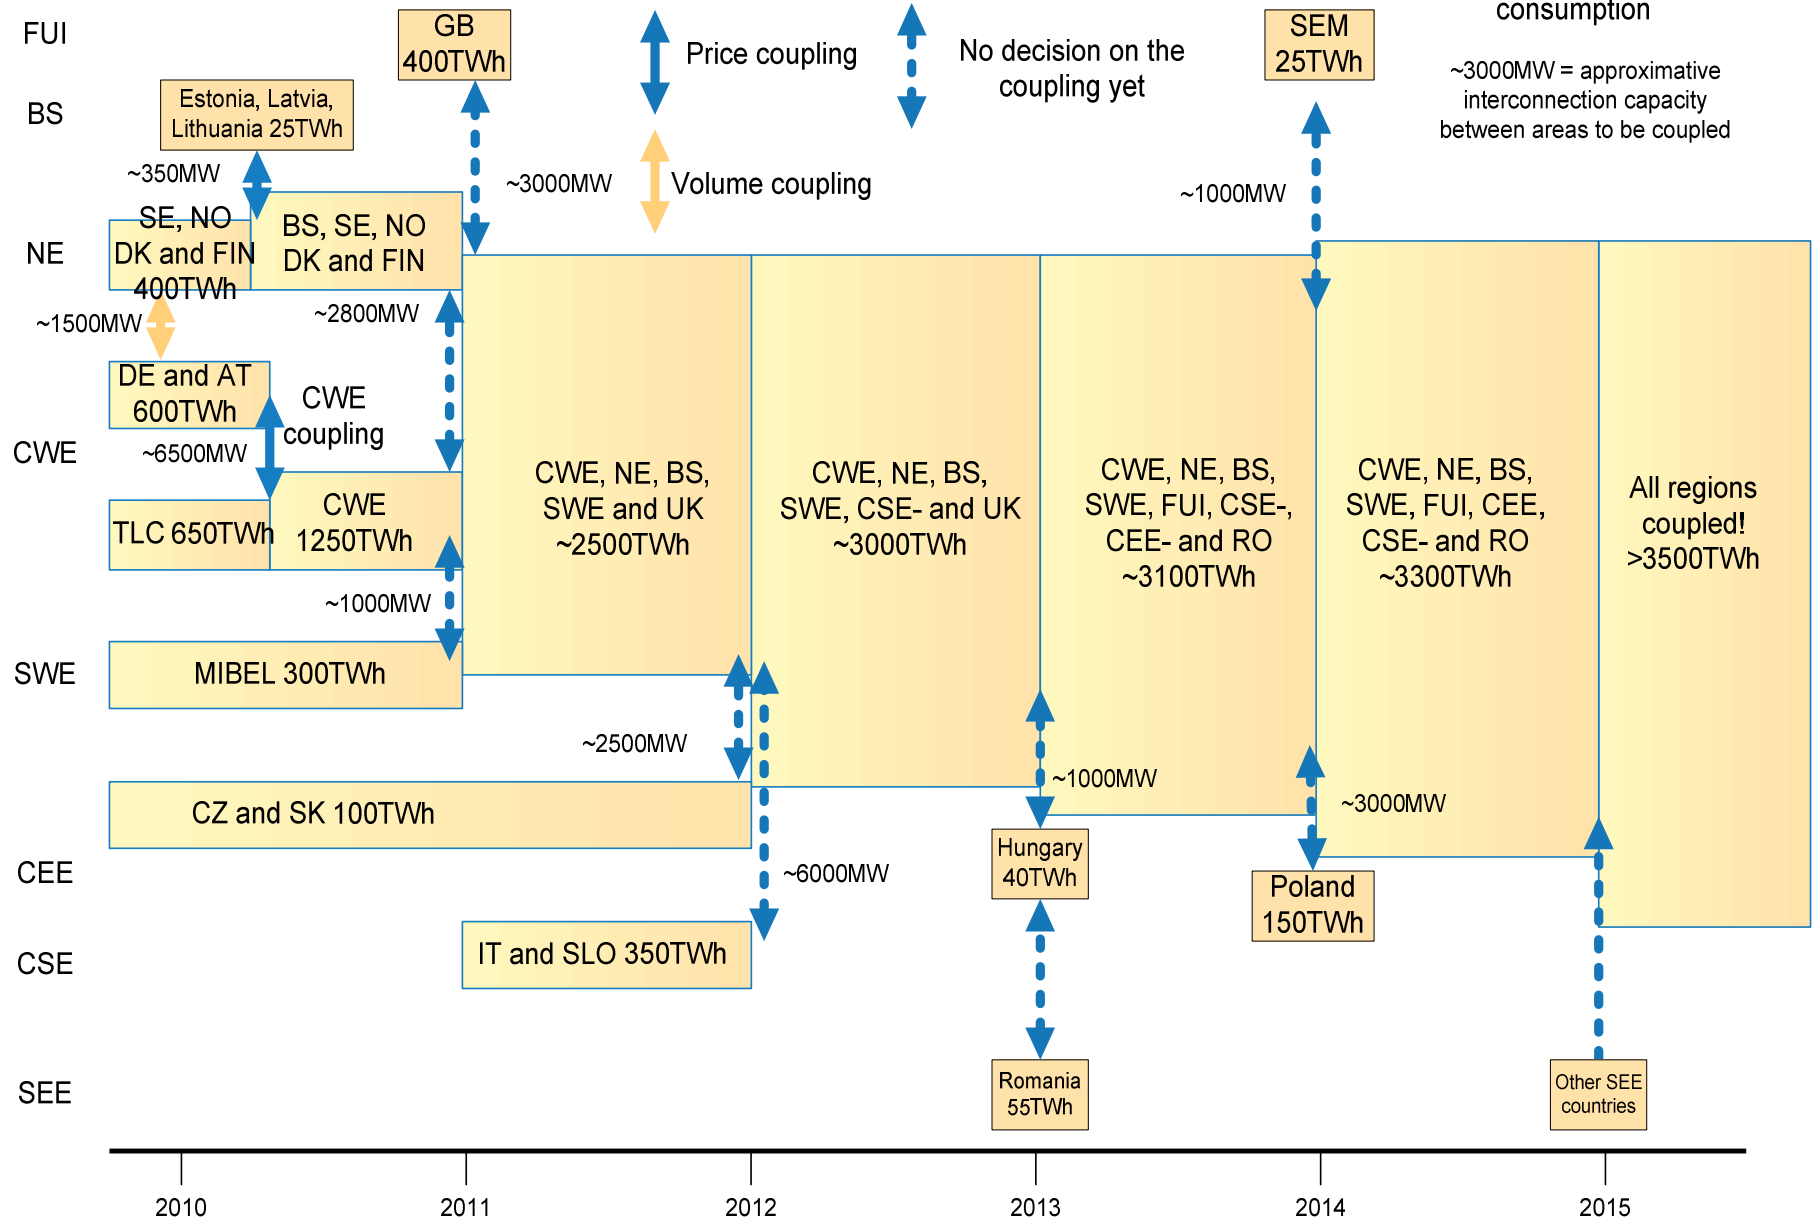 FUI
GB
400TWh
Price coupling
No decision on the
coupling yet
SEM
25TWh
consumption
~3000MW = approximative
interconnection capacity
between areas to be coupled
BS
Estonia, Latvia,
Lithuania 25TWh
~350MW
~3000MW
Volume coupling
~1000MW
NE
SE, NO
DK and FIN
400TWh
BS, SE, NO
DK and FIN
~1500MW
~2800MW
DE and AT
600TWh
CWE
coupling
CWE
~6500MW
TLC 650TWh
CWE
1250TWh
CWE, NE, BS,
SWE and UK
~2500TWh
CWE, NE, BS,
SWE, CSE- and UK
~3000TWh
CWE, NE, BS,
SWE, FUI, CSE-,
CEE- and RO
~3100TWh
CWE, NE, BS,
SWE, FUI, CEE,
CSE- and RO
~3300TWh
All regions
coupled!
>3500TWh
~1000MW
SWE
MIBEL 300TWh
~2500MW
~1000MW
~3000MW
CZ and SK 100TWh
CEE
~6000MW
Hungary
40TWh
Poland
150TWh
CSE
IT and SLO 350TWh
SEE
Romania
55TWh
Other SEE
countries
2010
2011
2012
2013
2014
2015